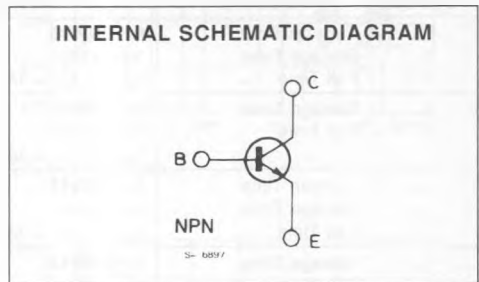 INTERNAL SCHEMATIC DIAGRAM
C
B
NPN
S- 6897
E